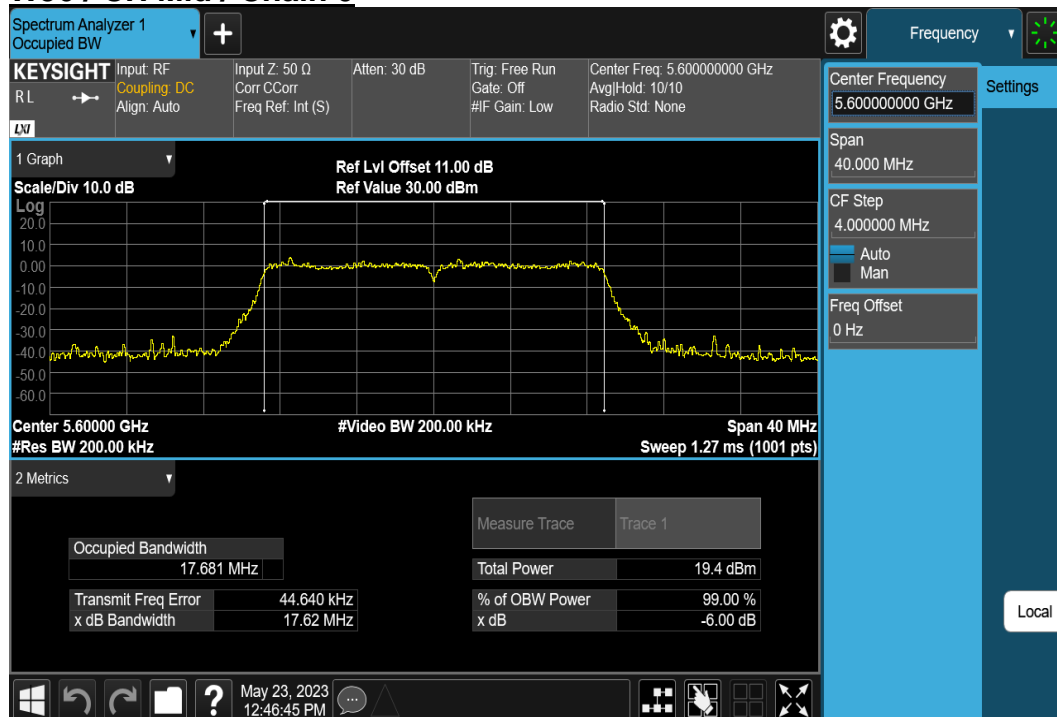 Spectrum Analyzer 1
Occupied BW
+
Frequency
KEYSIGHT
RL
LXI
Input: RF
Coupling: DC
Align: Auto
Input Z: 50 Ω
Corr CCorr
Freq Ref: Int (S)
Atten: 30 dB
Trig: Free Run
Gate: Off
#IF Gain: Low
Center Freq: 5.600000000 GHz
Avg|Hold: 10/10
Radio Std: None
Center Frequency
5.600000000 GHz
Settings
Span
40.000 MHz
CF Step
4.000000 MHz
Auto
Man
Freq Offset
0 Hz
1 Graph
Scale/Div 10.0 dB
Ref Lvl Offset 11.00 dB
Ref Value 30.00 dBm
Log
20.0
10.0
0.00
-10.0
-20.0
-30.0
-40.0
-50.0
-60.0
Center 5.60000 GHz
#Video BW 200.00 kHz
Span 40 MHz
#Res BW 200.00 kHz
Sweep 1.27 ms (1001 pts)
2 Metrics
Measure Trace
Trace 1
Occupied Bandwidth
17.681 MHz
Total Power
19.4 dBm
Transmit Freq Error
44.640 kHz
% of OBW Power
99.00 %
x dB Bandwidth
17.62 MHz
x dB
-6.00 dB
Local
?
May 23, 2023
12:46:45 PM